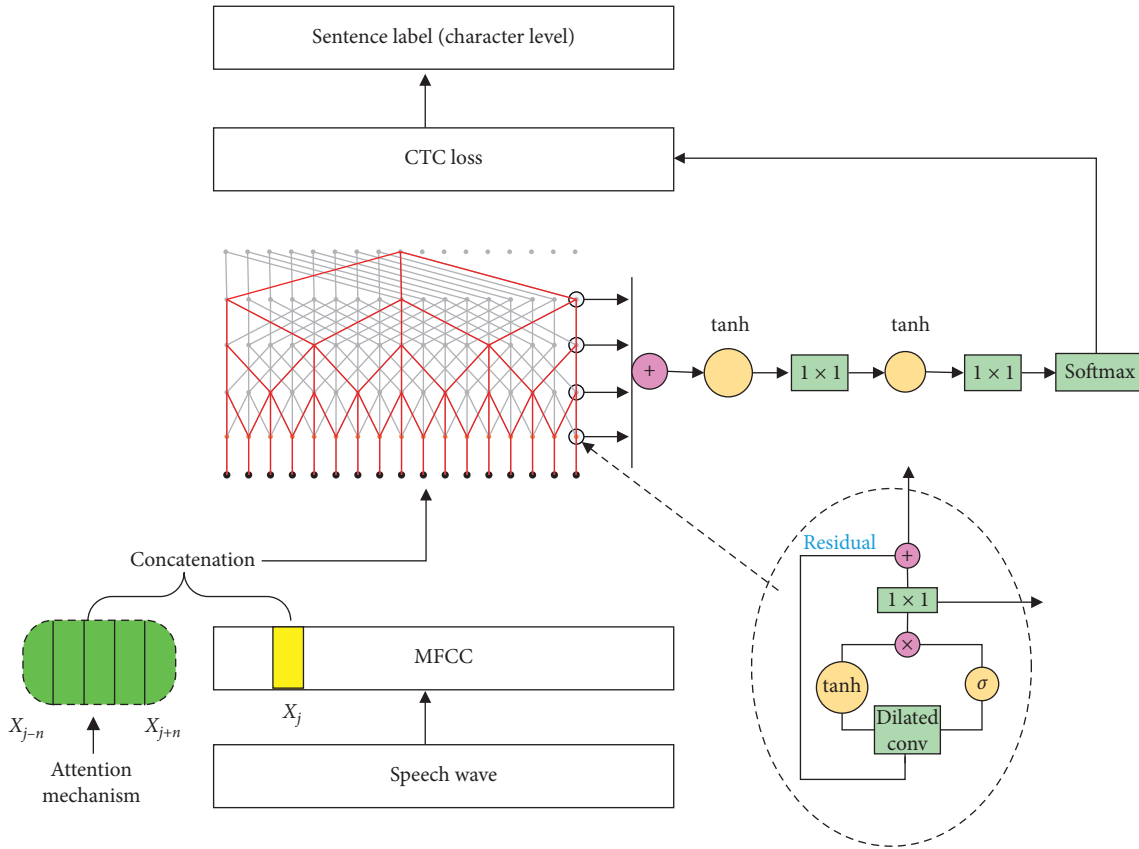 Sentence label (character level)
CTC loss
tanh
tanh
+
1 × 1
1 × 1
Softmax
Concatenation
Residual
+
1 × 1
×
tanh
σ
Dilated
conv
MFCC
X_{j–n}
X_{j+n}
X_j
Attention
mechanism
Speech wave